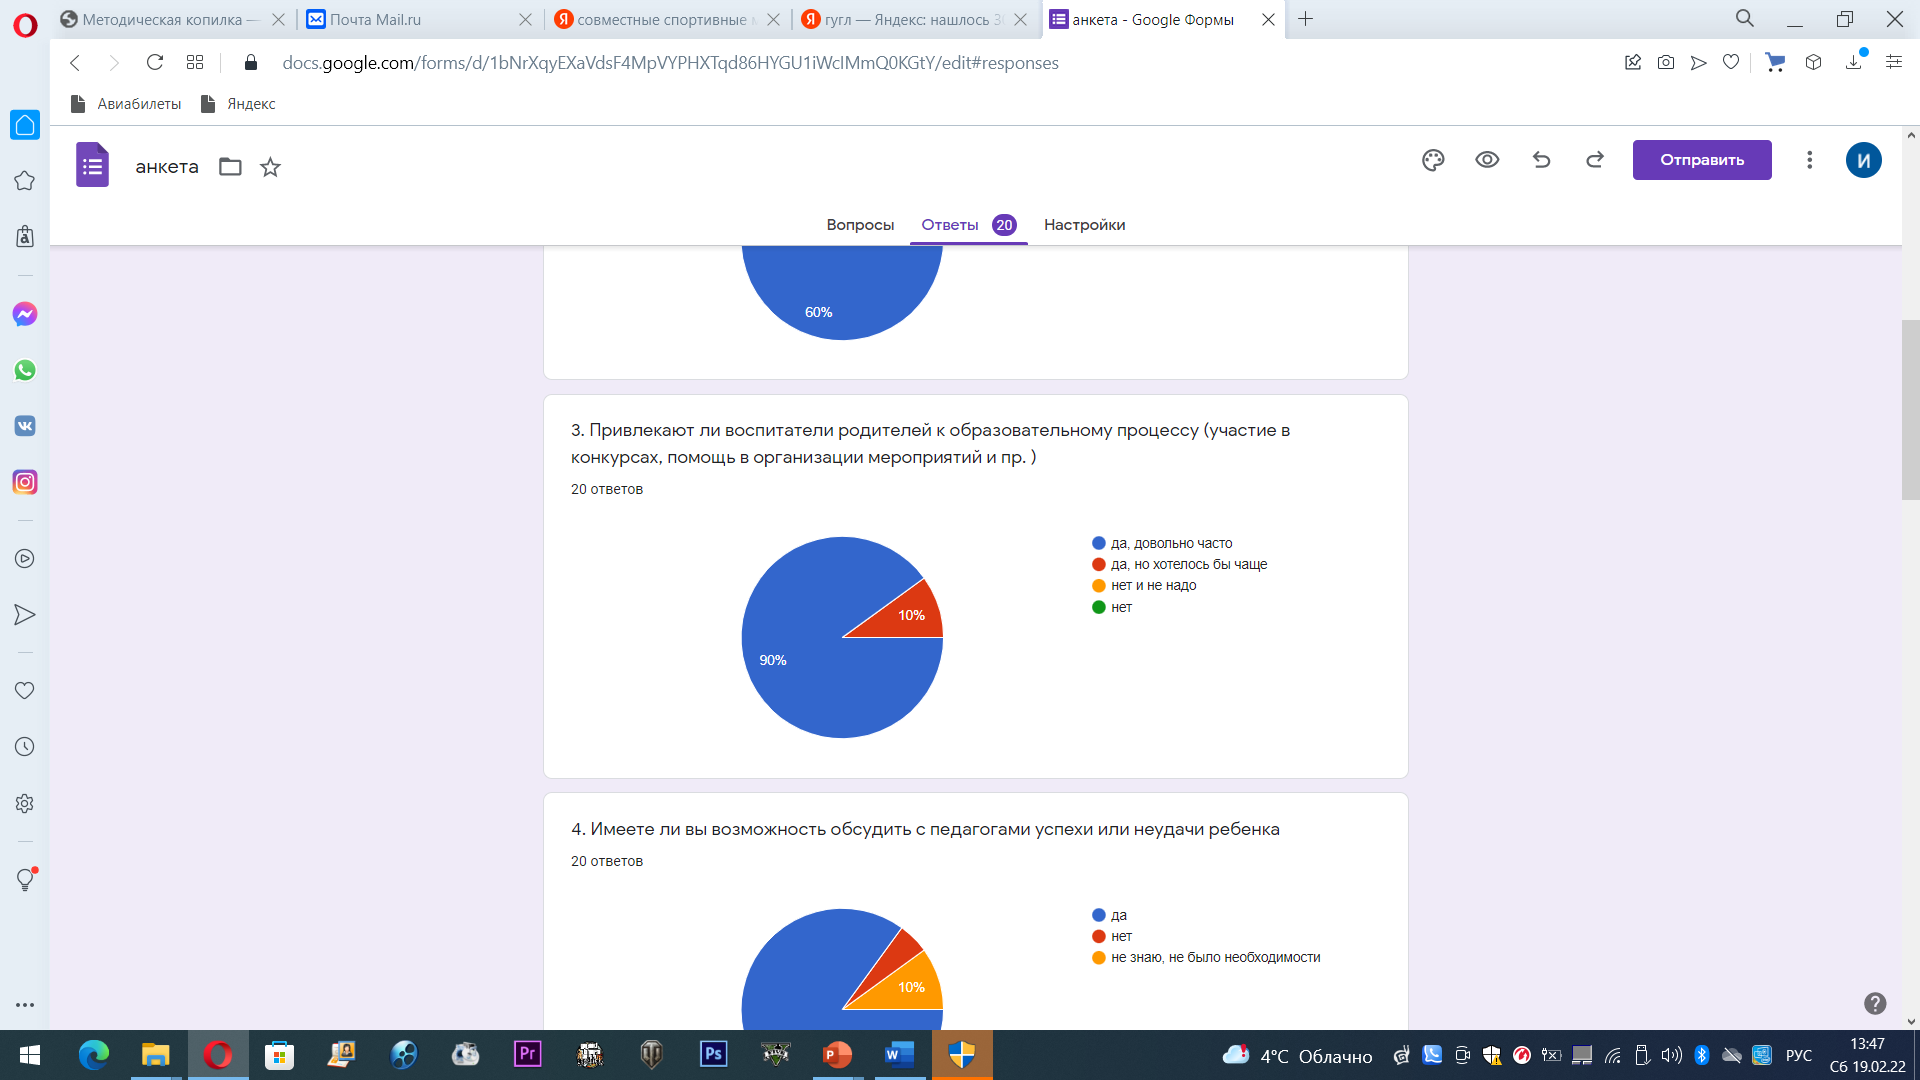 Методическая копилка —
Почта Mail.ru
совместные спортивные
гугл — Яндекс: нашлось
анкета - Google Формы
docs.google.com/forms/d/1bNrXqyEXaVdsF4MpVYPHXTqd86HYGU1iWcIMmQ0KGtY/edit#responses
Авиабилеты
Яндекс
анкета
Отправить
И
Вопросы
Ответы 20
Настройки
60%
3. Привлекают ли воспитатели родителей к образовательному процессу (участие в
конкурсах, помощь в организации мероприятий и пр. )
20 ответов
да, довольно часто
да, но хотелось бы чаще
нет и не надо
нет
10%
90%
4. Имеете ли вы возможность обсудить с педагогами успехи или неудачи ребенка
20 ответов
да
нет
не знаю, не было необходимости
10%
4°C Облачно
РУС
13:47
Сб 19.02.22